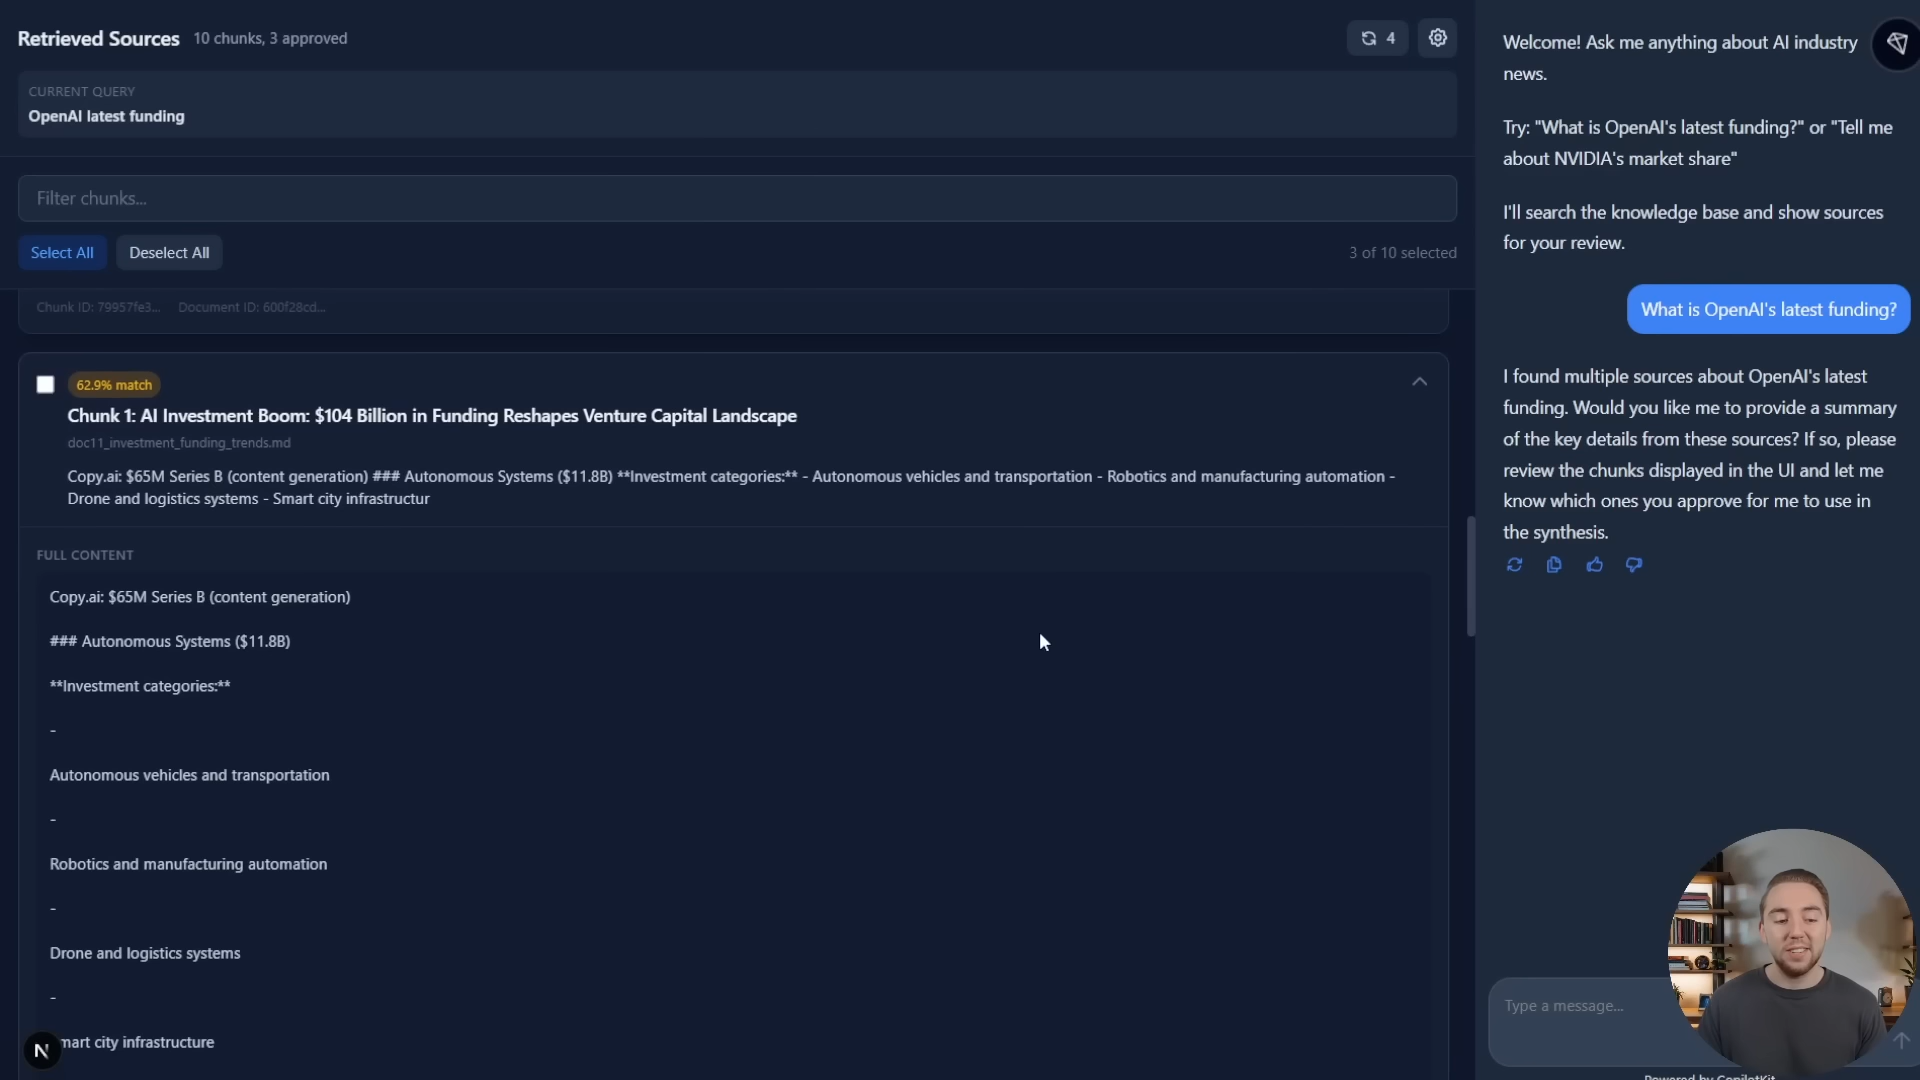 Retrieved Sources 10 chunks, 3 approved
4
CURRENT QUERY
OpenAI latest funding
Filter chunks...
Select All Deselect All
3 of 10 selected
Chunk ID: 79957fe3... Document ID: 600f28cd...
62.9% match
Chunk 1: AI Investment Boom: $104 Billion in Funding Reshapes Venture Capital Landscape
doc11_investment_funding_trends.md
Copy.ai: $65M Series B (content generation) ### Autonomous Systems ($11.8B) **Investment categories:** - Autonomous vehicles and transportation - Robotics and manufacturing automation -
Drone and logistics systems - Smart city infrastructur
FULL CONTENT
Copy.ai: $65M Series B (content generation)
### Autonomous Systems ($11.8B)
**Investment categories:**
-
Autonomous vehicles and transportation
-
Robotics and manufacturing automation
-
Drone and logistics systems
-
mart city infrastructure
N
Welcome! Ask me anything about AI industry
news.
Try: "What is OpenAI's latest funding?" or "Tell me
about NVIDIA's market share"
I'll search the knowledge base and show sources
for your review.
What is OpenAI's latest funding?
I found multiple sources about OpenAI's latest
funding. Would you like me to provide a summary
of the key details from these sources? If so, please
review the chunks displayed in the UI and let me
know which ones you approve for me to use in
the synthesis.
Type a message...
Powered by CopilotKit